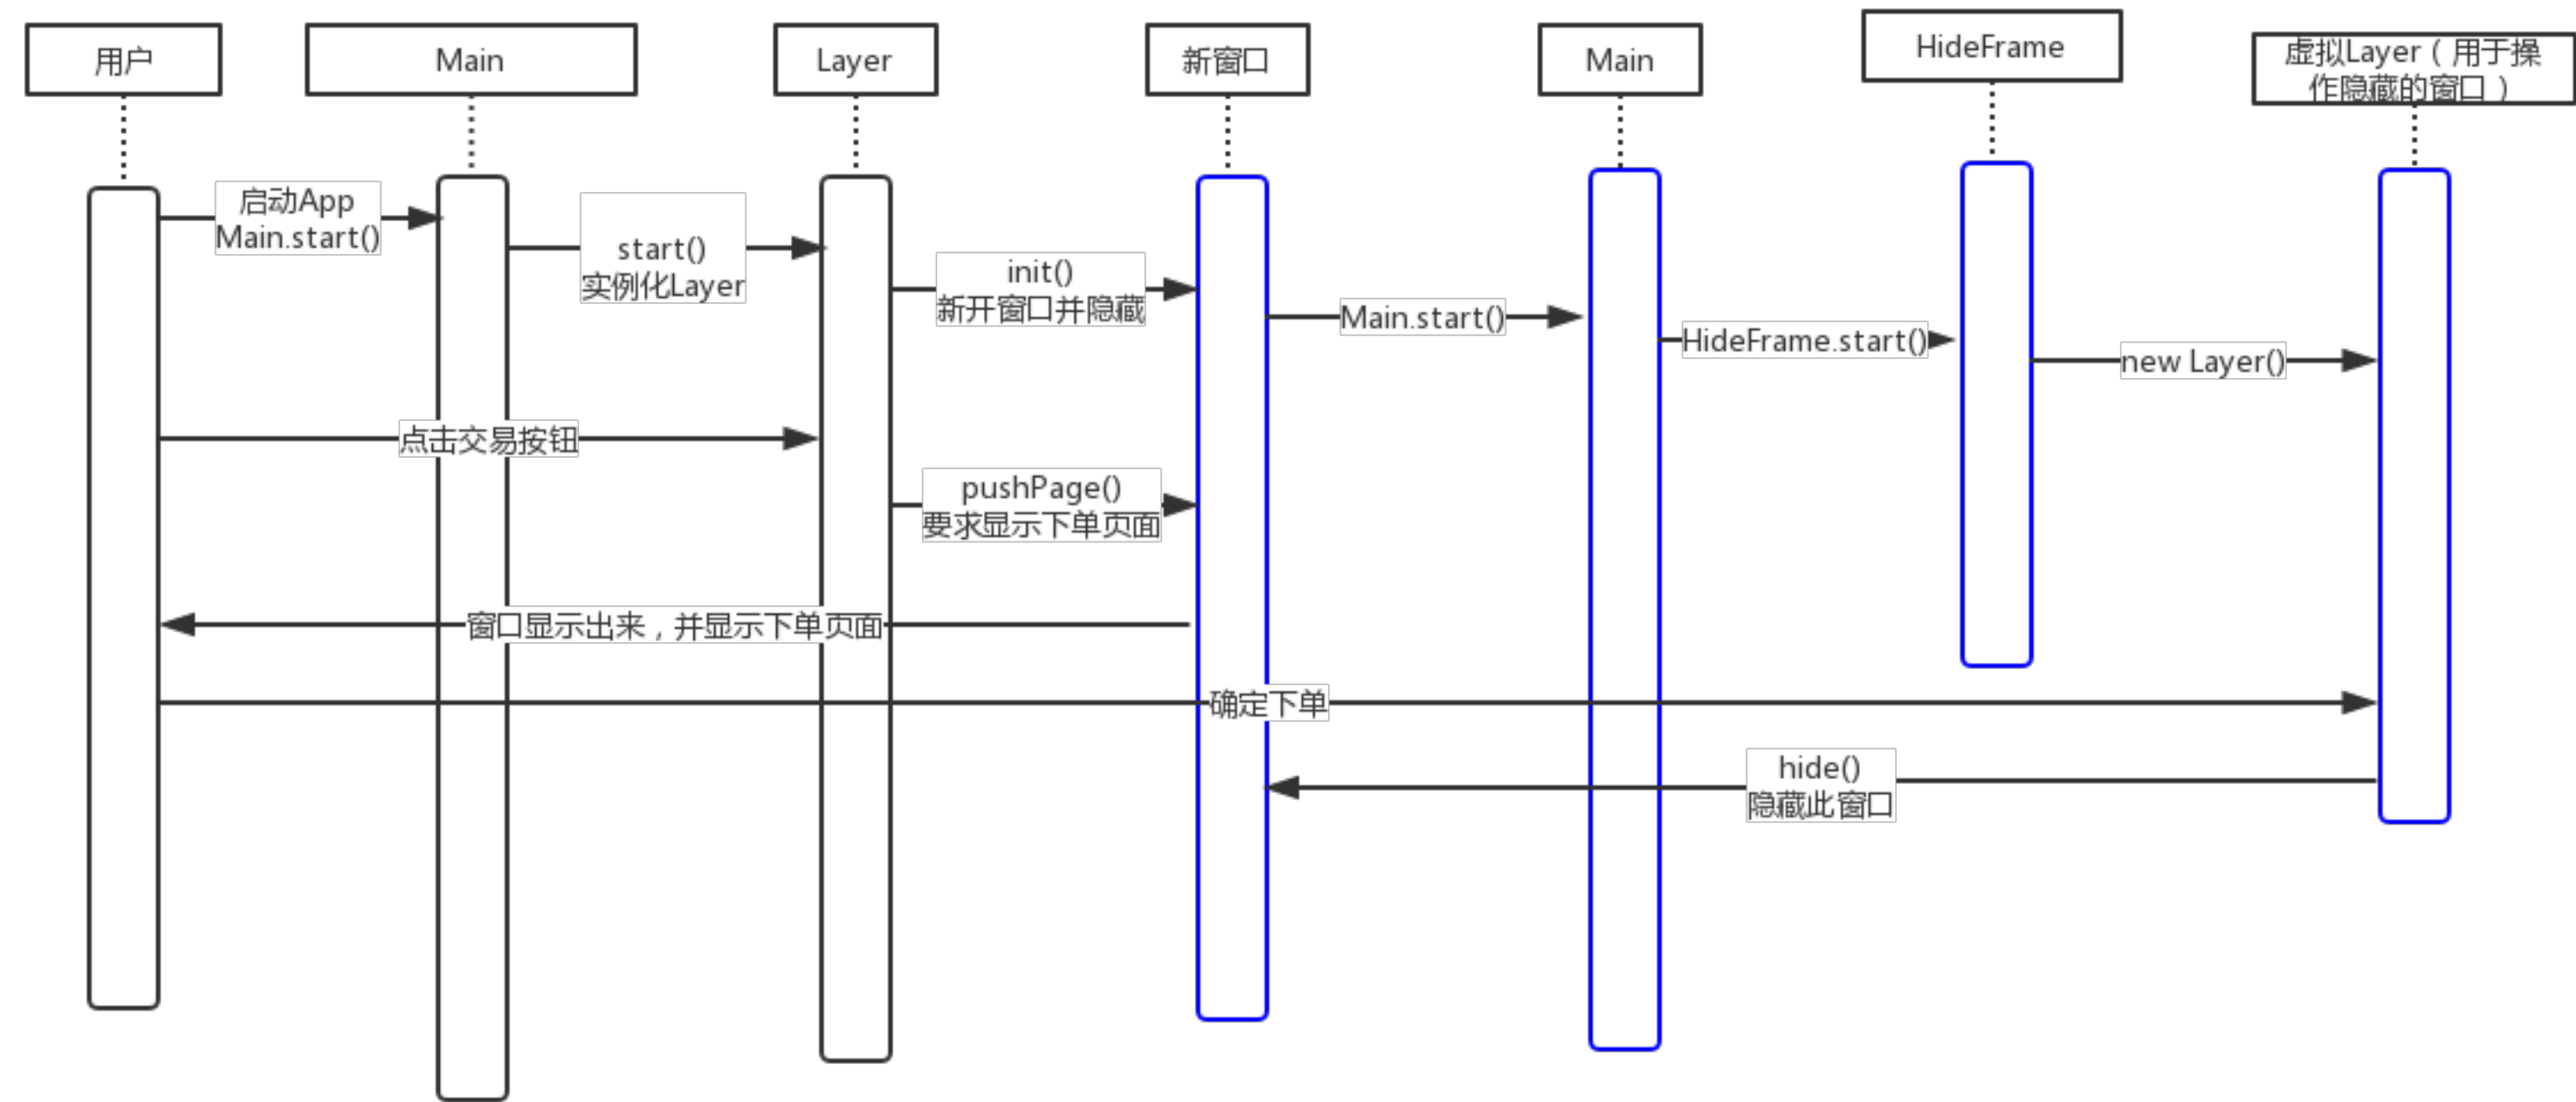 用户
Main
Layer
新窗口
Main
HideFrame
虚拟Layer（用于操
作隐藏的窗口）
启动App
Main.start()
start()
实例化Layer
init()
新开窗口并隐藏
Main.start()
HideFrame.start()
new Layer()
点击交易按钮
pushPage()
要求显示下单页面
窗口显示出来，并显示下单页面
确定下单
hide()
隐藏此窗口